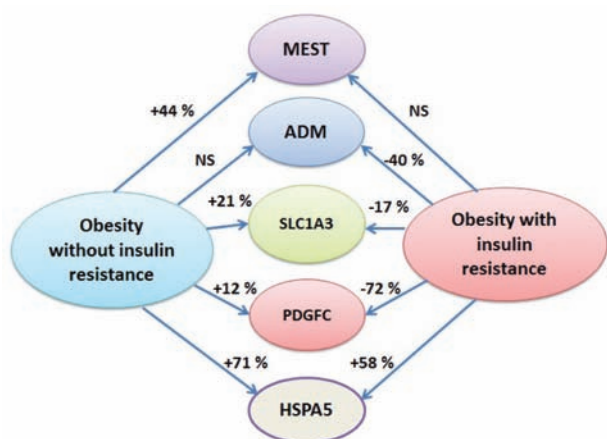 MEST
+44 %
NS
ADM
NS
-40 %
+21 %
SLC1A3
-17 %
Obesity
without insulin
resistance
Obesity with
insulin
resistance
+12 %
PDGFC
-72 %
+71 %
+58 %
HSPA5